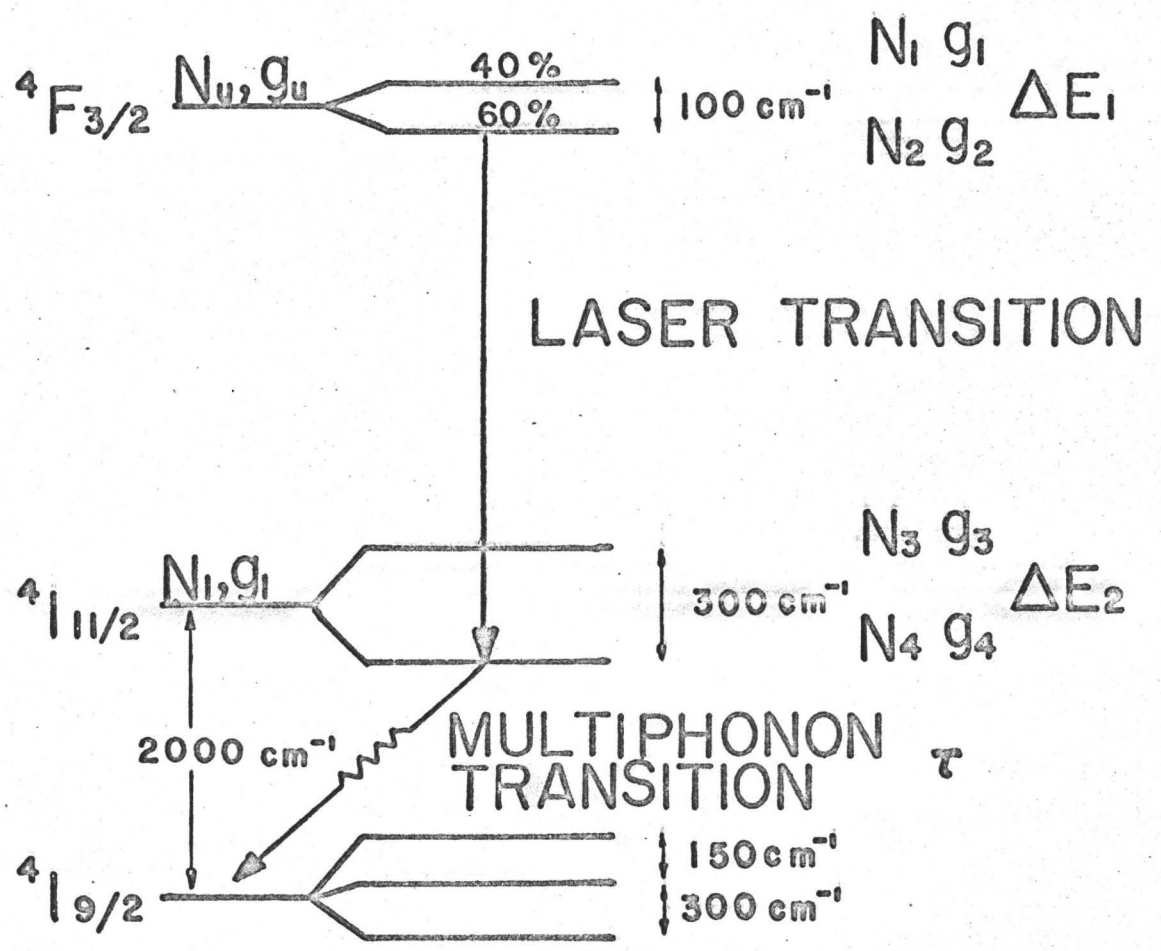 40%
N₁ g₁
⁴F₃/₂ Nᵤ, gᵤ
100 cm⁻¹ ΔE₁
60%
N₂ g₂
LASER TRANSITION
N₃ g₃
⁴I₁₁/₂ Nₗ, gₗ
300 cm⁻¹ ΔE₂
N₄ g₄
2000 cm⁻¹
MULTIPHONON
TRANSITION τ
150 cm⁻¹
⁴I₉/₂
300 cm⁻¹